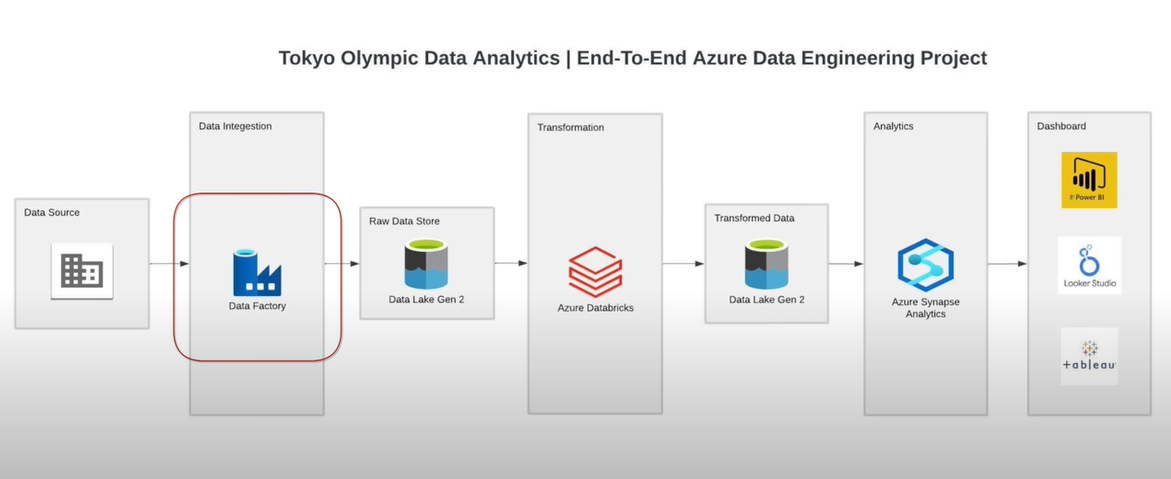 Tokyo Olympic Data Analytics | End-To-End Azure Data Engineering Project
Data Source
Data Integestion
Data Factory
Raw Data Store
Data Lake Gen 2
Transformation
Azure Databricks
Transformed Data
Data Lake Gen 2
Analytics
Azure Synapse
Analytics
Dashboard
Power BI
Looker Studio
+ableau